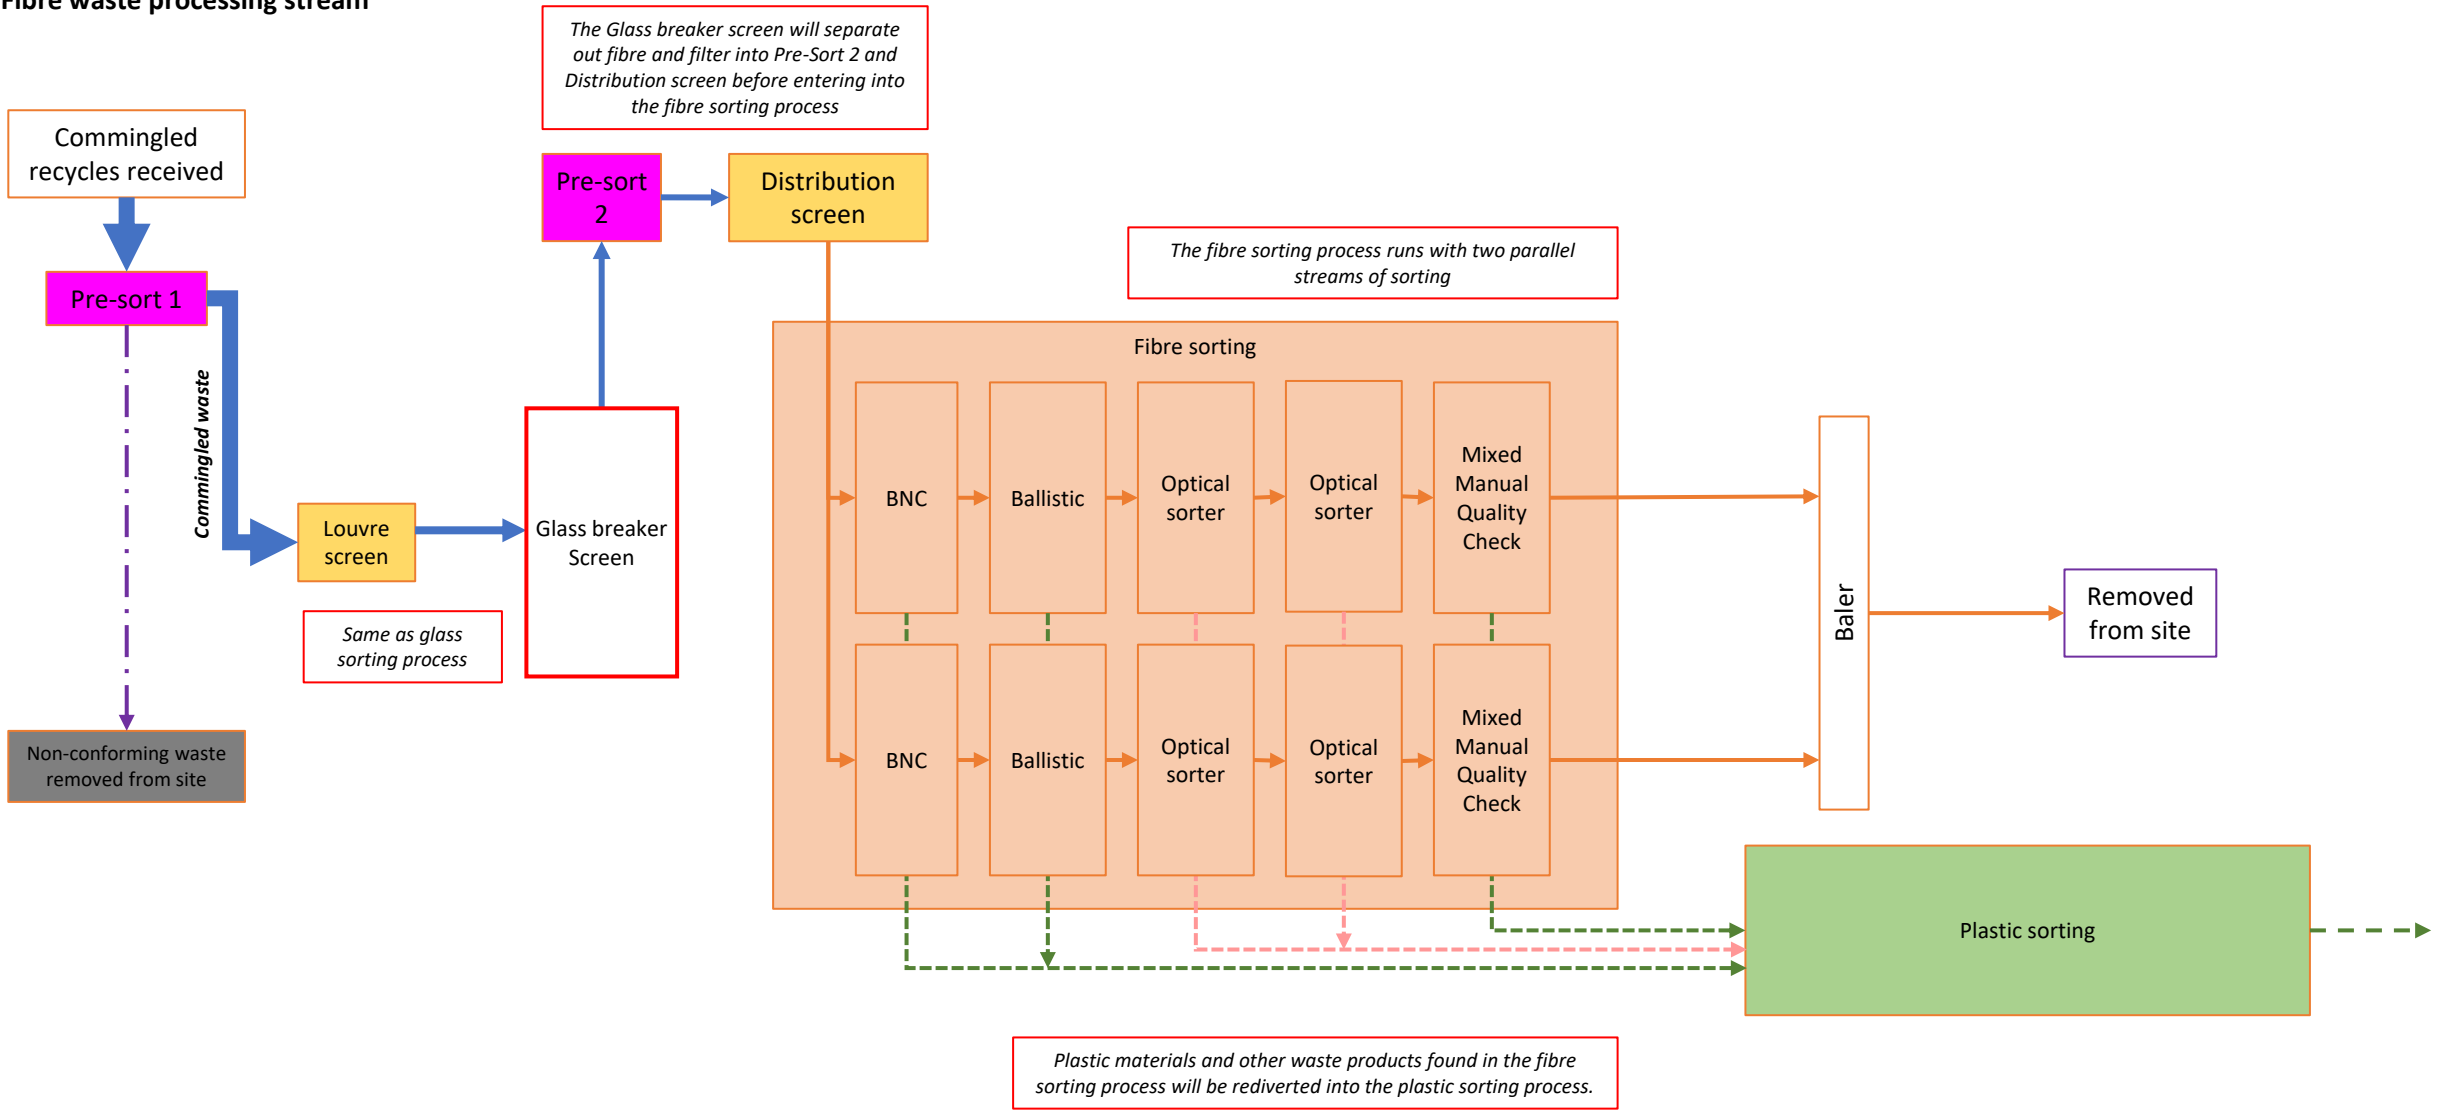 Fibre waste processing stream
The Glass breaker screen will separate
out fibre and filter into Pre-Sort 2 and
Distribution screen before entering into
the fibre sorting process
Commingled
recycles received
Pre-sort
2
Distribution
screen
The fibre sorting process runs with two parallel
streams of sorting
Pre-sort 1
Commingled waste
Fibre sorting
Louvre
screen
Glass breaker
Screen
BNC
Ballistic
Optical
sorter
Optical
sorter
Mixed
Manual
Quality
Check
Same as glass
sorting process
Baler
Removed
from site
Non-conforming waste
removed from site
BNC
Ballistic
Optical
sorter
Optical
sorter
Mixed
Manual
Quality
Check
Plastic sorting
Plastic materials and other waste products found in the fibre
sorting process will be rediverted into the plastic sorting process.